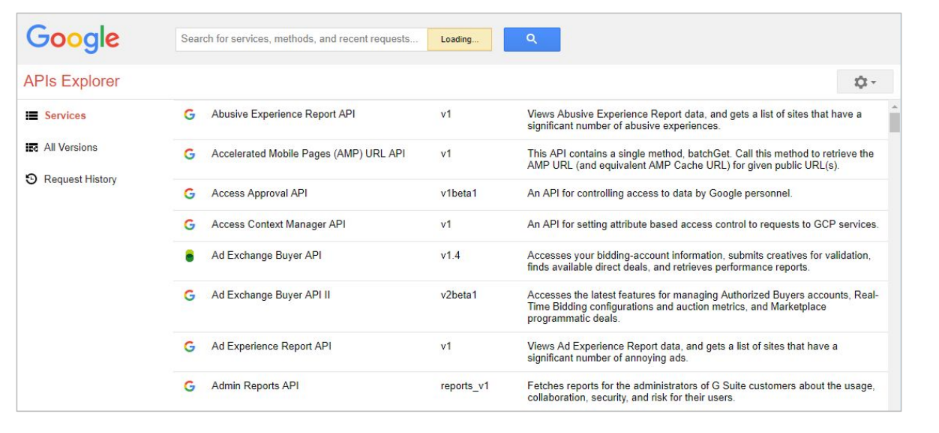 Google
Search for services, methods, and recent requests...
Loading...
APIs Explorer
Services
All Versions
Request History
Abusive Experience Report API v1 Views Abusive Experience Report data, and gets a list of sites that have a
significant number of abusive experiences.
Accelerated Mobile Pages (AMP) URL API v1 This API contains a single method, batchGet. Call this method to retrieve the
AMP URL (and equivalent AMP Cache URL) for given public URL(s).
Access Approval API v1beta1 An API for controlling access to data by Google personnel.
Access Context Manager API v1 An API for setting attribute based access control to requests to GCP services.
Ad Exchange Buyer API v1.4 Accesses your bidding-account information, submits creatives for validation,
finds available direct deals, and retrieves performance reports.
Ad Exchange Buyer API II v2beta1 Accesses the latest features for managing Authorized Buyers accounts, Real-
Time Bidding configurations and auction metrics, and Marketplace
programmatic deals.
Ad Experience Report API v1 Views Ad Experience Report data, and gets a list of sites that have a
significant number of annoying ads.
Admin Reports API reports_v1 Fetches reports for the administrators of G Suite customers about the usage,
collaboration, security, and risk for their users.